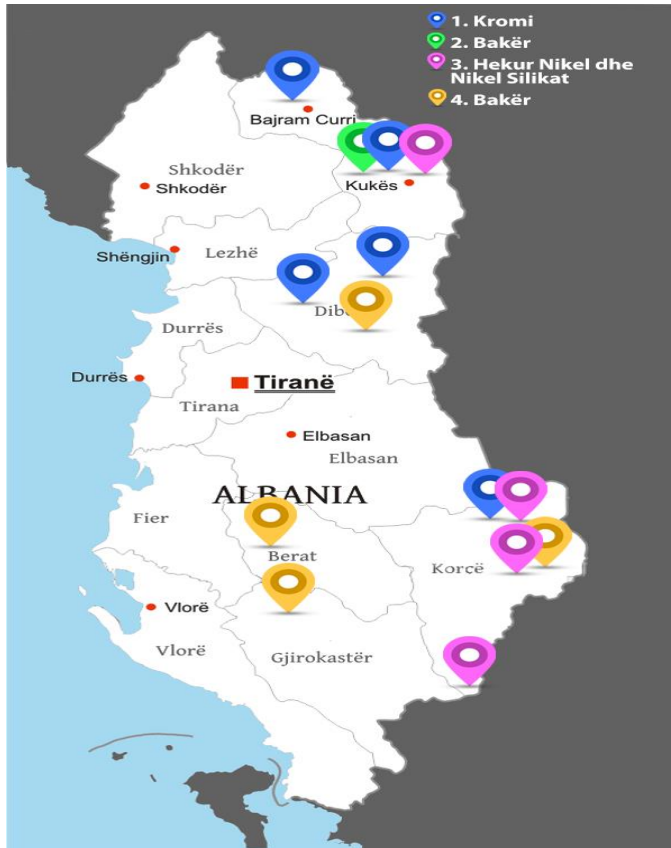 1. Kromi
2. Bakër
3. Hekur Nikel dhe
Nikel Silikat
4. Bakër
Bajram Curri
Shkodër
Shkodër
Kukës
Lezhë
Shëngjin
Durrës
Durrës
Tiranë
Tirana
Elbasan
Elbasan
ALBANIA
Fier
Berat
Korçë
Vlorë
Vlorë
Gjirokastër